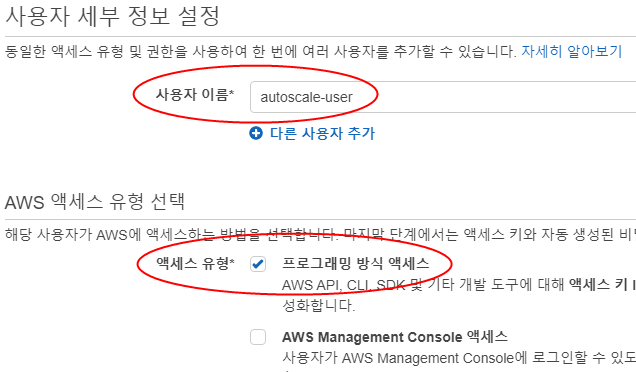 사용자 세부 정보 설정
동일한 액세스 유형 및 권한을 사용하여 한 번에 여러 사용자를 추가할 수 있습니다. 자세히 알아보기
사용자 이름* autoscale-user
다른 사용자 추가
AWS 액세스 유형 선택
해당 사용자가 AWS에 액세스하는 방법을 선택합니다. 마지막 단계에서는 액세스 키와 자동 생성된
액세스 유형* 프로그래밍 방식 액세스
AWS API, CLI, SDK 및 기타 개발 도구에 대해 액세스 키
성화합니다.
AWS Management Console 액세스
사용자가 AWS Management Console에 로그인할 수 있도